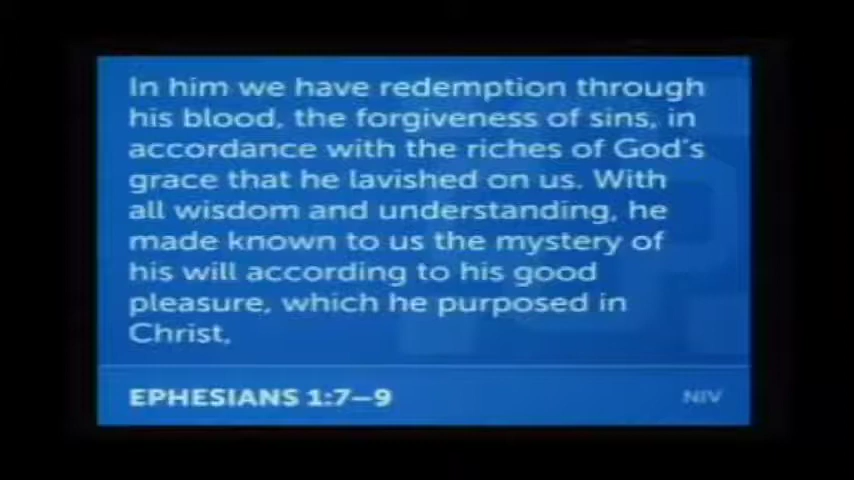 In him we have redemption through
his blood, the forgiveness of sins, in
accordance with the riches of God's
grace that he lavished on us. With
all wisdom and understanding, he
made known to us the mystery of
his will according to his good
pleasure, which he purposed in
Christ,
EPHESIANS 1:7–9
NIV